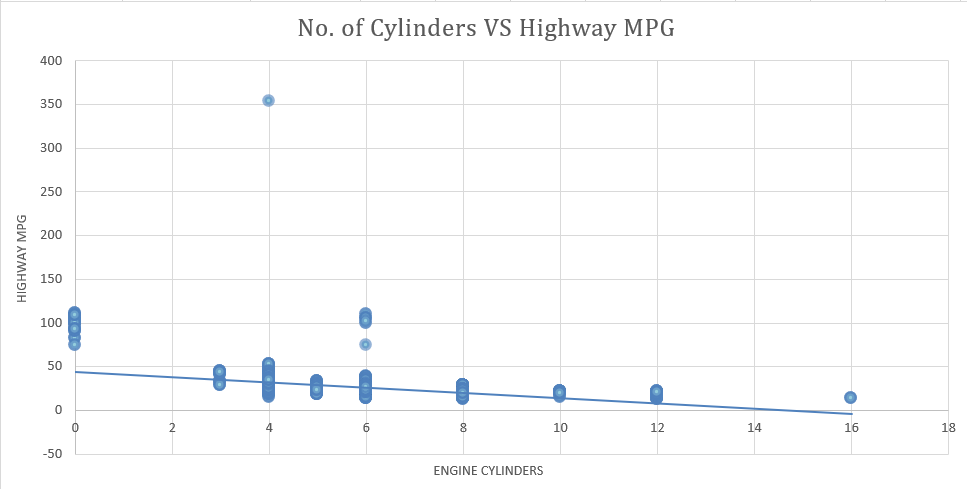 No. of Cylinders VS Highway MPG
400
350
300
250
200
150
100
50
0
-50
0 2 4 6 8 10 12 14 16 18
HIGHWAY MPG
ENGINE CYLINDERS